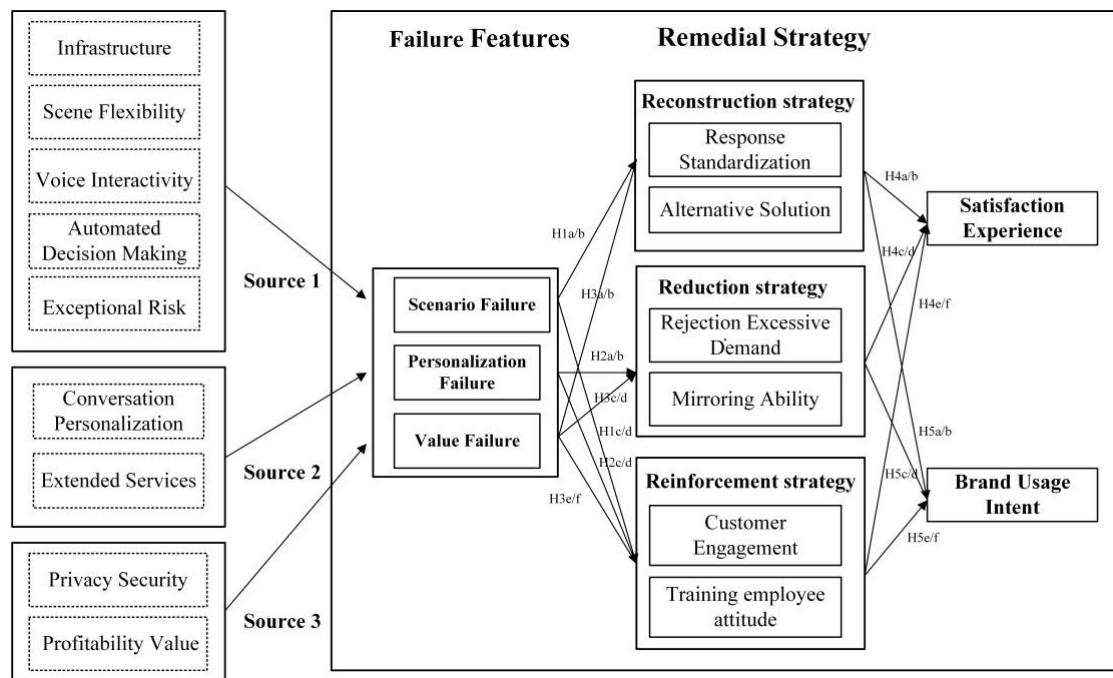 Infrastructure
Scene Flexibility
Voice Interactivity
Automated
Decision Making
Exceptional Risk
Source 1
Conversation
Personalization
Extended Services
Source 2
Privacy Security
Profitability Value
Source 3
Failure Features
Scenario Failure
Personalization
Failure
Value Failure
H1a/b
H3a/b
H2a/b
H3c/d
H1c/d
H2c/d
H3e/f
Remedial Strategy
Reconstruction strategy
Response
Standardization
Alternative Solution
Reduction strategy
Rejection Excessive
Demand
Mirroring Ability
Reinforcement strategy
Customer
Engagement
Training employee
attitude
H4a/b
H4c/d
H4e/f
H5a/b
H5c/d
H5e/f
Satisfaction
Experience
Brand Usage
Intent